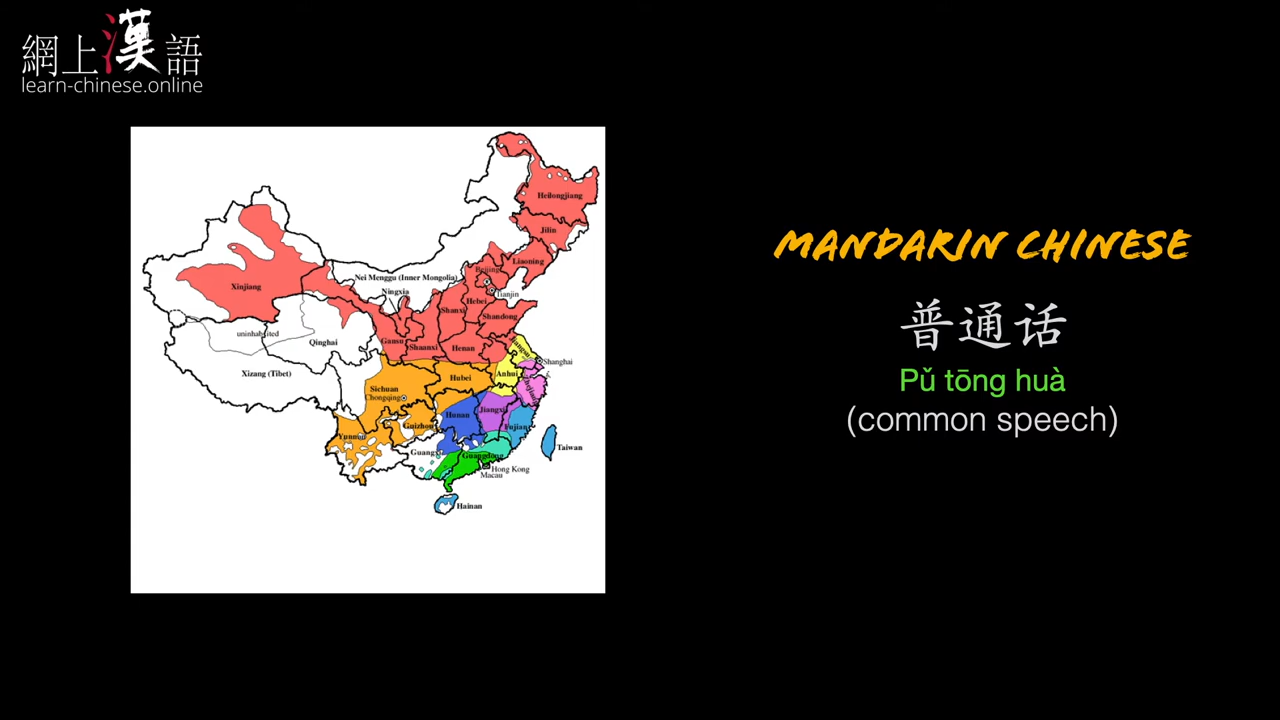 網上漢語
learn-chinese.online
Heilongjiang
Jilin
Liaoning
Beijing
Tianjin
Nei Menggu (Inner Mongolia)
Ningxia
Hebei
Xinjiang
Shanxi
Shandong
uninhabited
Qinghai
Gansu
Shaanxi
Henan
Jiangsu
Shanghai
Xizang (Tibet)
Anhui
Hubei
Sichuan
Chongqing
Zhejiang
Hunan
Jiangxi
Guizhou
Fujian
Yunnan
Taiwan
Guangxi
Guangdong
Hong Kong
Macau
Hainan
MANDARIN CHINESE
普通话
Pǔ tōng huà
(common speech)